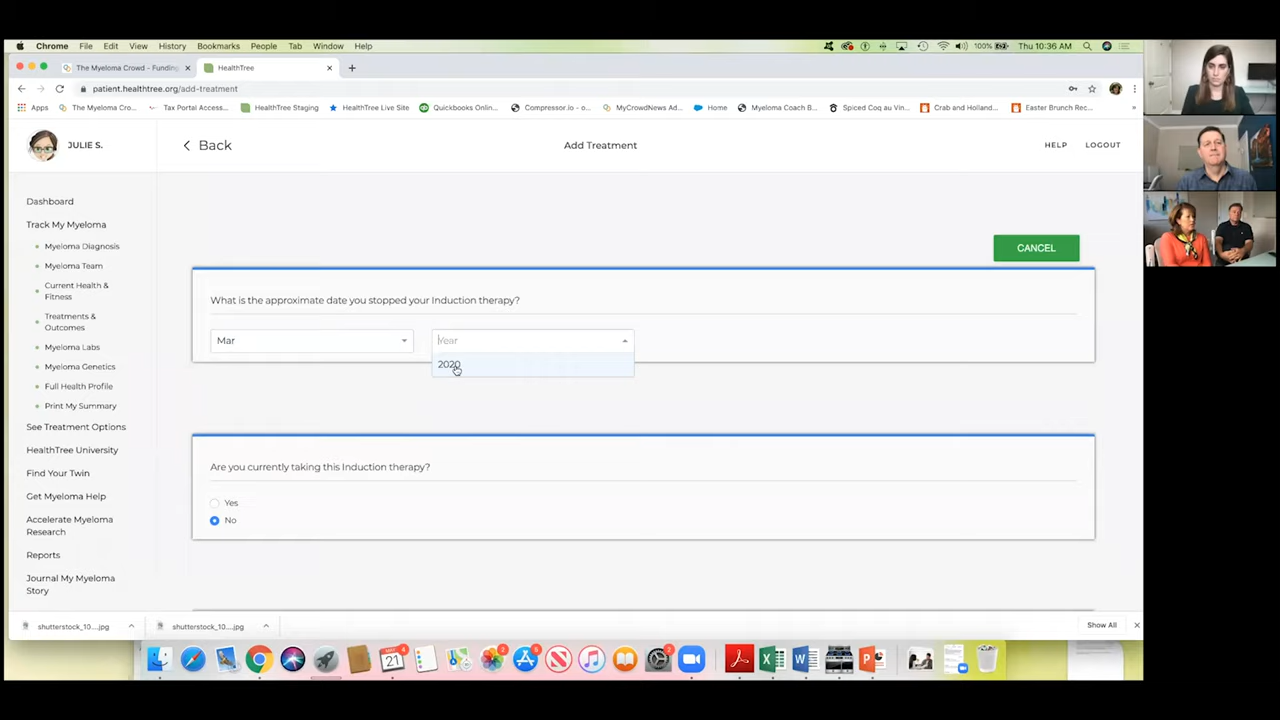 Chrome File Edit View History Bookmarks People Tab Window Help
100% Thu 10:36 AM
The Myeloma Crowd - Funding
HealthTree
patient.healthtree.org/add-treatment
Apps The Myeloma Cro... Tax Portal Access... HealthTree Staging HealthTree Live Site Quickbooks Onlin... Compressor.io - o... MyCrowdNews Ad... Home Myeloma Coach B... Spiced Coq au Vin... Crab and Holland... Easter Brunch Rec... »
JULIE S.
Back
Add Treatment
HELP
LOGOUT
Dashboard
Track My Myeloma
Myeloma Diagnosis
Myeloma Team
Current Health &
Fitness
Treatments &
Outcomes
Myeloma Labs
Myeloma Genetics
Full Health Profile
Print My Summary
See Treatment Options
HealthTree University
Find Your Twin
Get Myeloma Help
Accelerate Myeloma
Research
Reports
Journal My Myeloma
Story
CANCEL
What is the approximate date you stopped your Induction therapy?
Mar
Year
2020
Are you currently taking this Induction therapy?
Yes
No
shutterstock_10....jpg
shutterstock_10....jpg
Show All
21